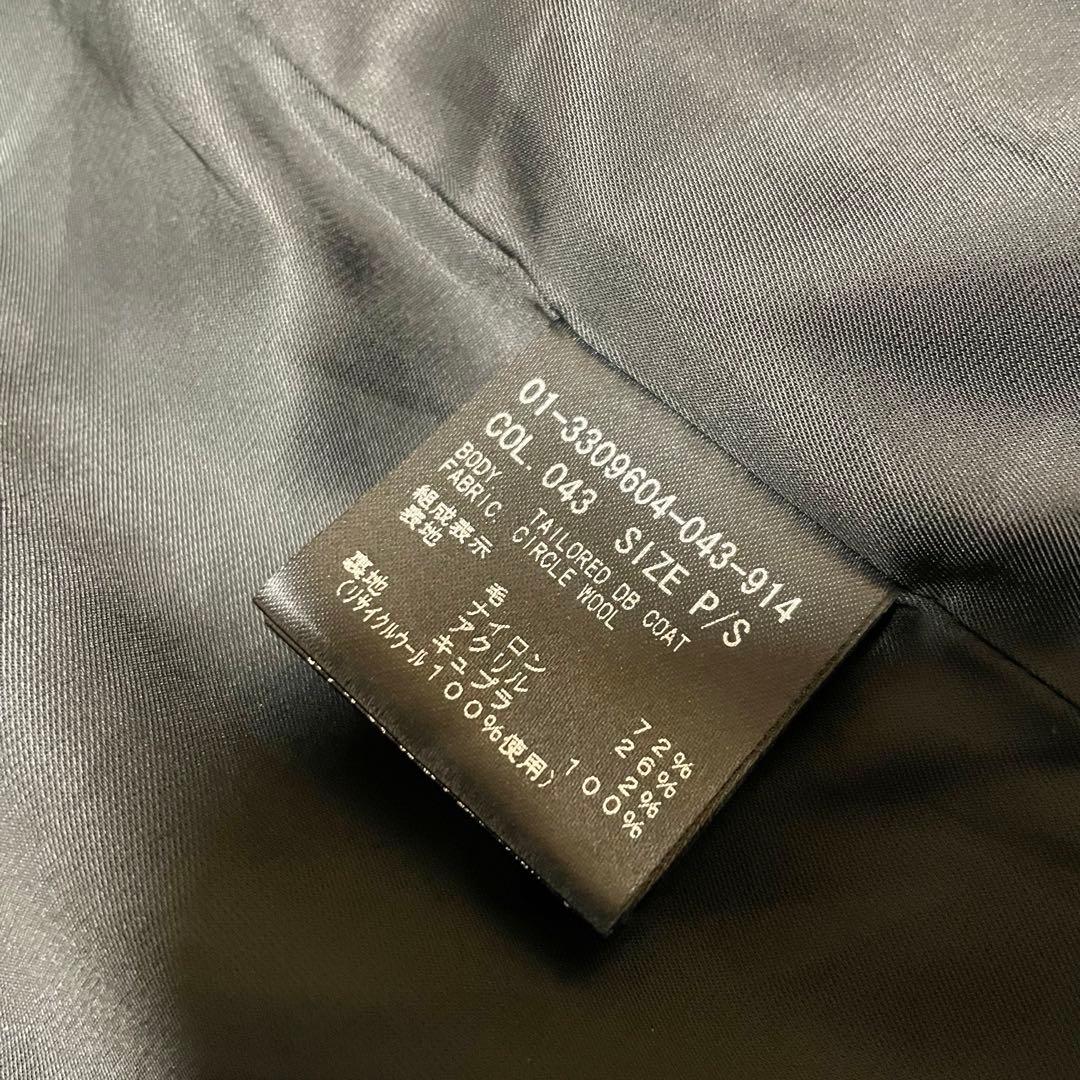 01-3309604-043-914
COL. 043 SIZE P/S
BODY TAILORED DB COAT
FABRIC. CIRCLE WOOL
組成表示
表地 毛 72%
ナイロン 26%
アクリル 2%
裏地 キュプラ 100%
(リサイクルウール100%使用)